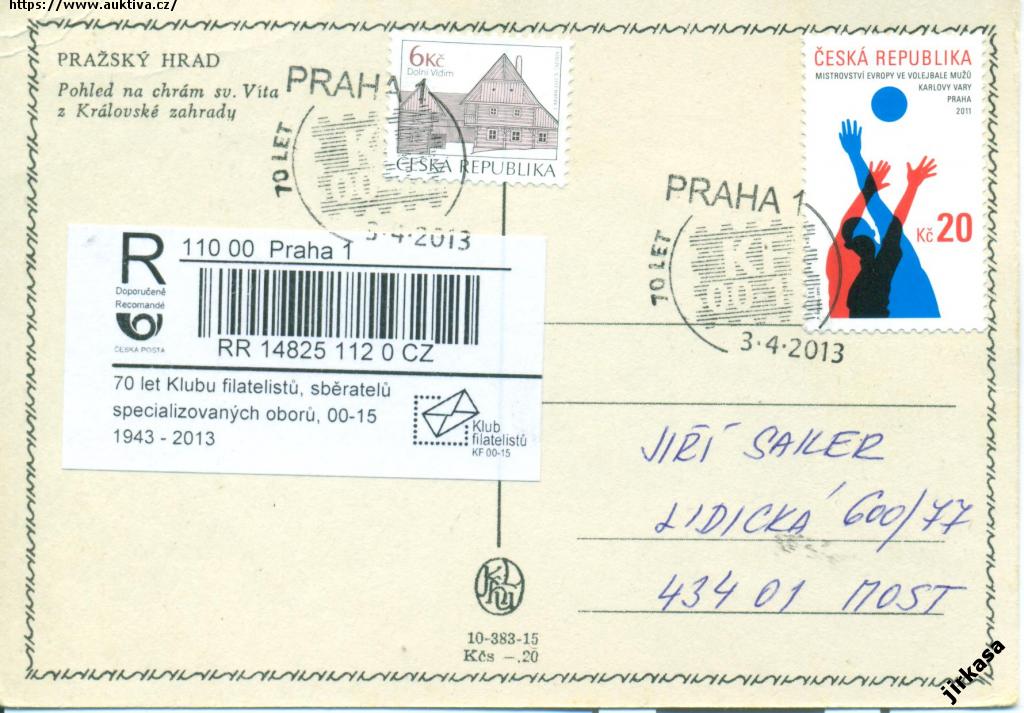 https://www.auktiva.cz/
PRAŽSKÝ HRAD
Pohled na chrám sv. Víta
z Královské zahrady
PRAHA 1
70 LET
3·4·2013
6Kč
Dolní Vidim
ČESKÁ REPUBLIKA
PRAHA 1
70 LET
3·4·2013
ČESKÁ REPUBLIKA
MISTROVSTVÍ EVROPY VE VOLEJBALE MUŽŮ
KARLOVY VARY
PRAHA
2011
Kč 20
R
Doporučeně
Recomandé
ČESKÁ POSTA
110 00 Praha 1
RR 14825 112 0 CZ
70 let Klubu filatelistů, sběratelů
specializovaných oborů, 00-15
1943 - 2013
Klub
filatelistů
KF 00-15
JIŘÍ SAILER
LIDICKÁ 600/77
434 01 MOST
10-383-15
Kčs —.20
jirkasa